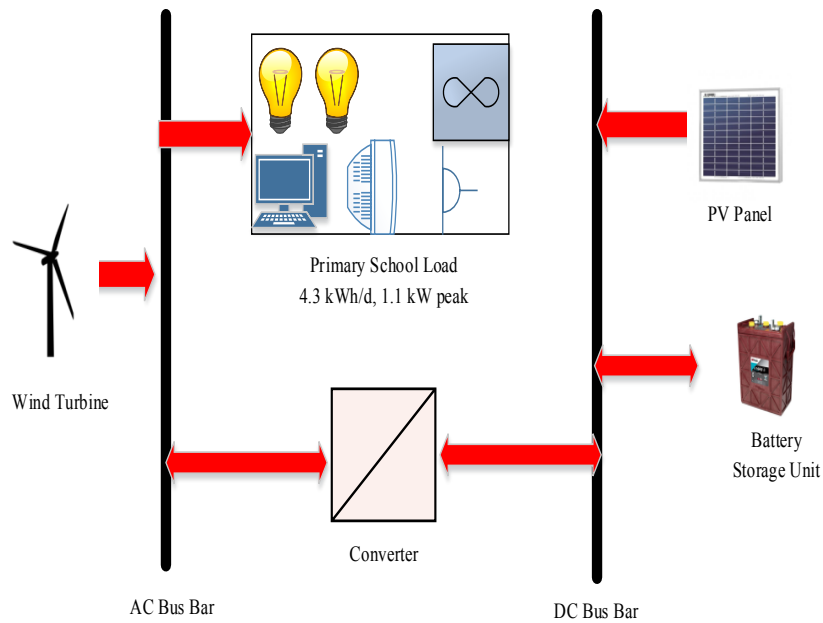 Primary School Load
4.3 kWh/d, 1.1 kW peak
PV Panel
Wind Turbine
Battery
Storage Unit
Converter
AC Bus Bar
DC Bus Bar